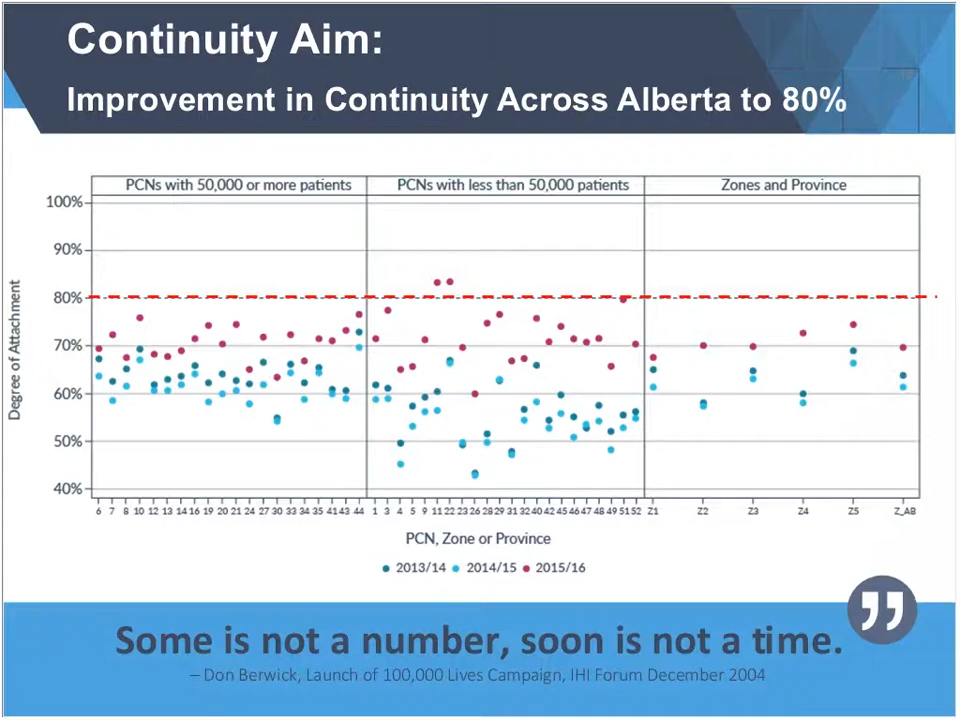 Continuity Aim:
Improvement in Continuity Across Alberta to 80%
PCNs with 50,000 or more patients PCNs with less than 50,000 patients Zones and Province
100%
90%
80%
70%
60%
50%
40%
Degree of Attachment
6 7 8 10 12 13 14 16 19 20 21 24 27 30 33 34 35 41 43 44 1 3 4 5 9 11 22 23 26 28 29 31 32 40 42 45 46 47 48 49 51 52 Z1 Z2 Z3 Z4 Z5 Z_AB
PCN, Zone or Province
2013/14 2014/15 2015/16
Some is not a number, soon is not a time.
– Don Berwick, Launch of 100,000 Lives Campaign, IHI Forum December 2004